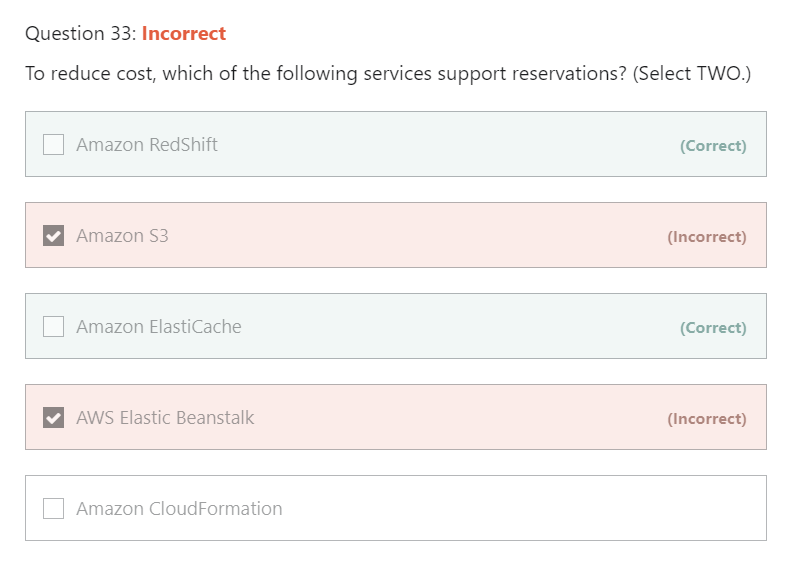 Question 33: Incorrect
To reduce cost, which of the following services support reservations? (Select TWO.)
Amazon RedShift (Correct)
Amazon S3 (Incorrect)
Amazon ElastiCache (Correct)
AWS Elastic Beanstalk (Incorrect)
Amazon CloudFormation